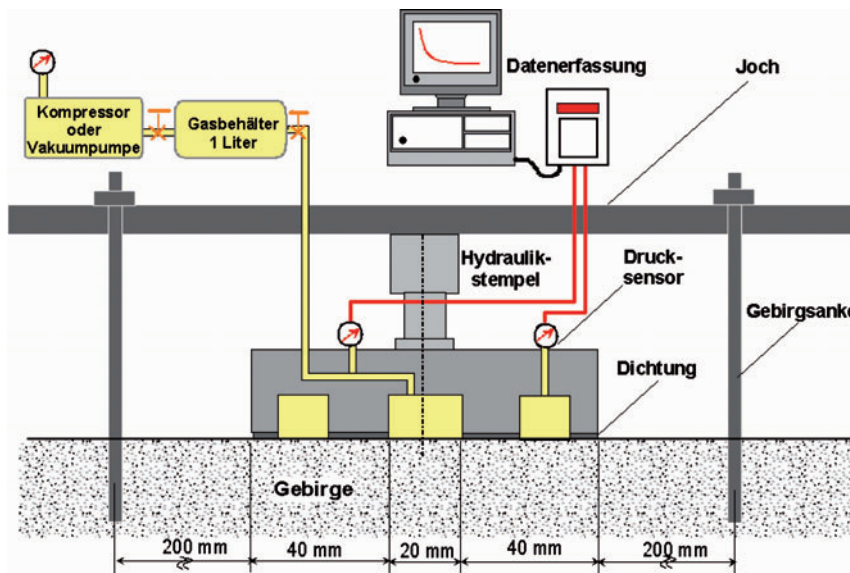 Datenerfassung
Joch
Kompressor
oder
Vakuumpumpe
Gasbehälter
1 Liter
Hydraulik-
stempel
Druck-
sensor
Gebirgsanke
Dichtung
Gebirge
200 mm
40 mm
20 mm
40 mm
200 mm